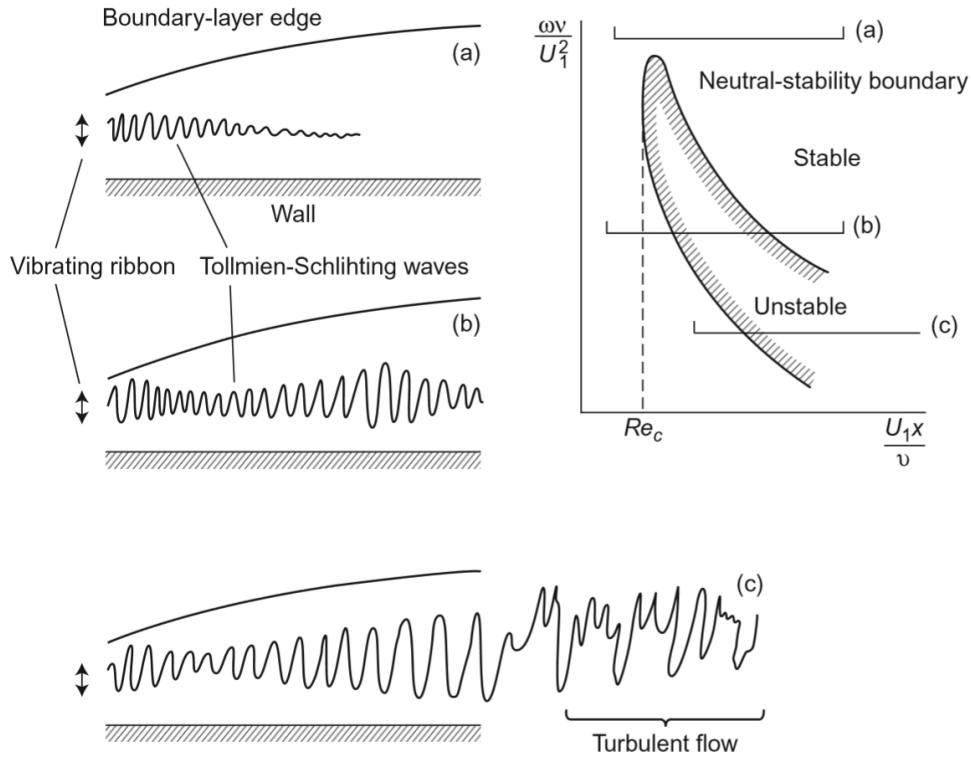 Boundary-layer edge
(a)
Wall
Vibrating ribbon
Tollmien-Schlihting waves
(b)
(c)
Turbulent flow
ων
U₁²
(a)
Neutral-stability boundary
Stable
(b)
Unstable
(c)
Re_c
U₁x
υ